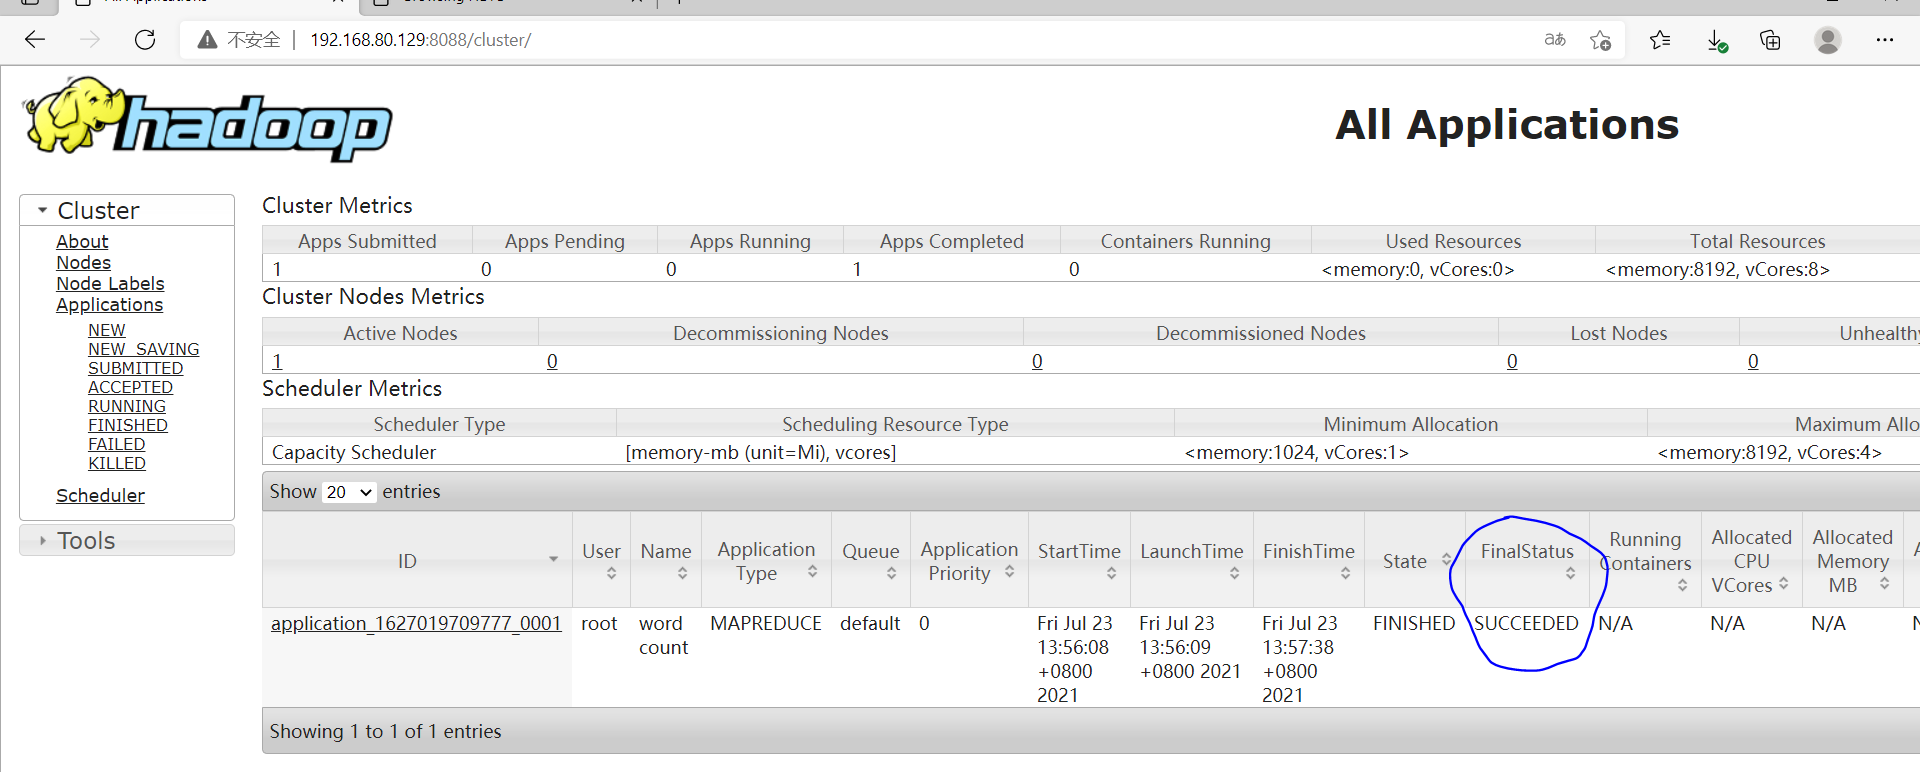 不安全 | 192.168.80.129:8088/cluster/
hadoop
All Applications
Cluster
About
Nodes
Node Labels
Applications
NEW
NEW_SAVING
SUBMITTED
ACCEPTED
RUNNING
FINISHED
FAILED
KILLED
Scheduler
Tools
Cluster Metrics
Apps Submitted Apps Pending Apps Running Apps Completed Containers Running Used Resources Total Resources
1 0 0 1 0 <memory:0, vCores:0> <memory:8192, vCores:8>
Cluster Nodes Metrics
Active Nodes Decommissioning Nodes Decommissioned Nodes Lost Nodes Unhealthy
1 0 0 0 0
Scheduler Metrics
Scheduler Type Scheduling Resource Type Minimum Allocation Maximum Allo
Capacity Scheduler [memory-mb (unit=Mi), vcores] <memory:1024, vCores:1> <memory:8192, vCores:4>
Show 20 entries
ID User Name Application Type Queue Application Priority StartTime LaunchTime FinishTime State FinalStatus Running Containers Allocated CPU VCores Allocated Memory MB
application_1627019709777_0001 root word MAPREDUCE default 0 Fri Jul 23 Fri Jul 23 Fri Jul 23 FINISHED SUCCEEDED N/A N/A N/A
count 13:56:08 13:56:09 13:57:38
+0800 +0800 2021 +0800
2021 2021
Showing 1 to 1 of 1 entries